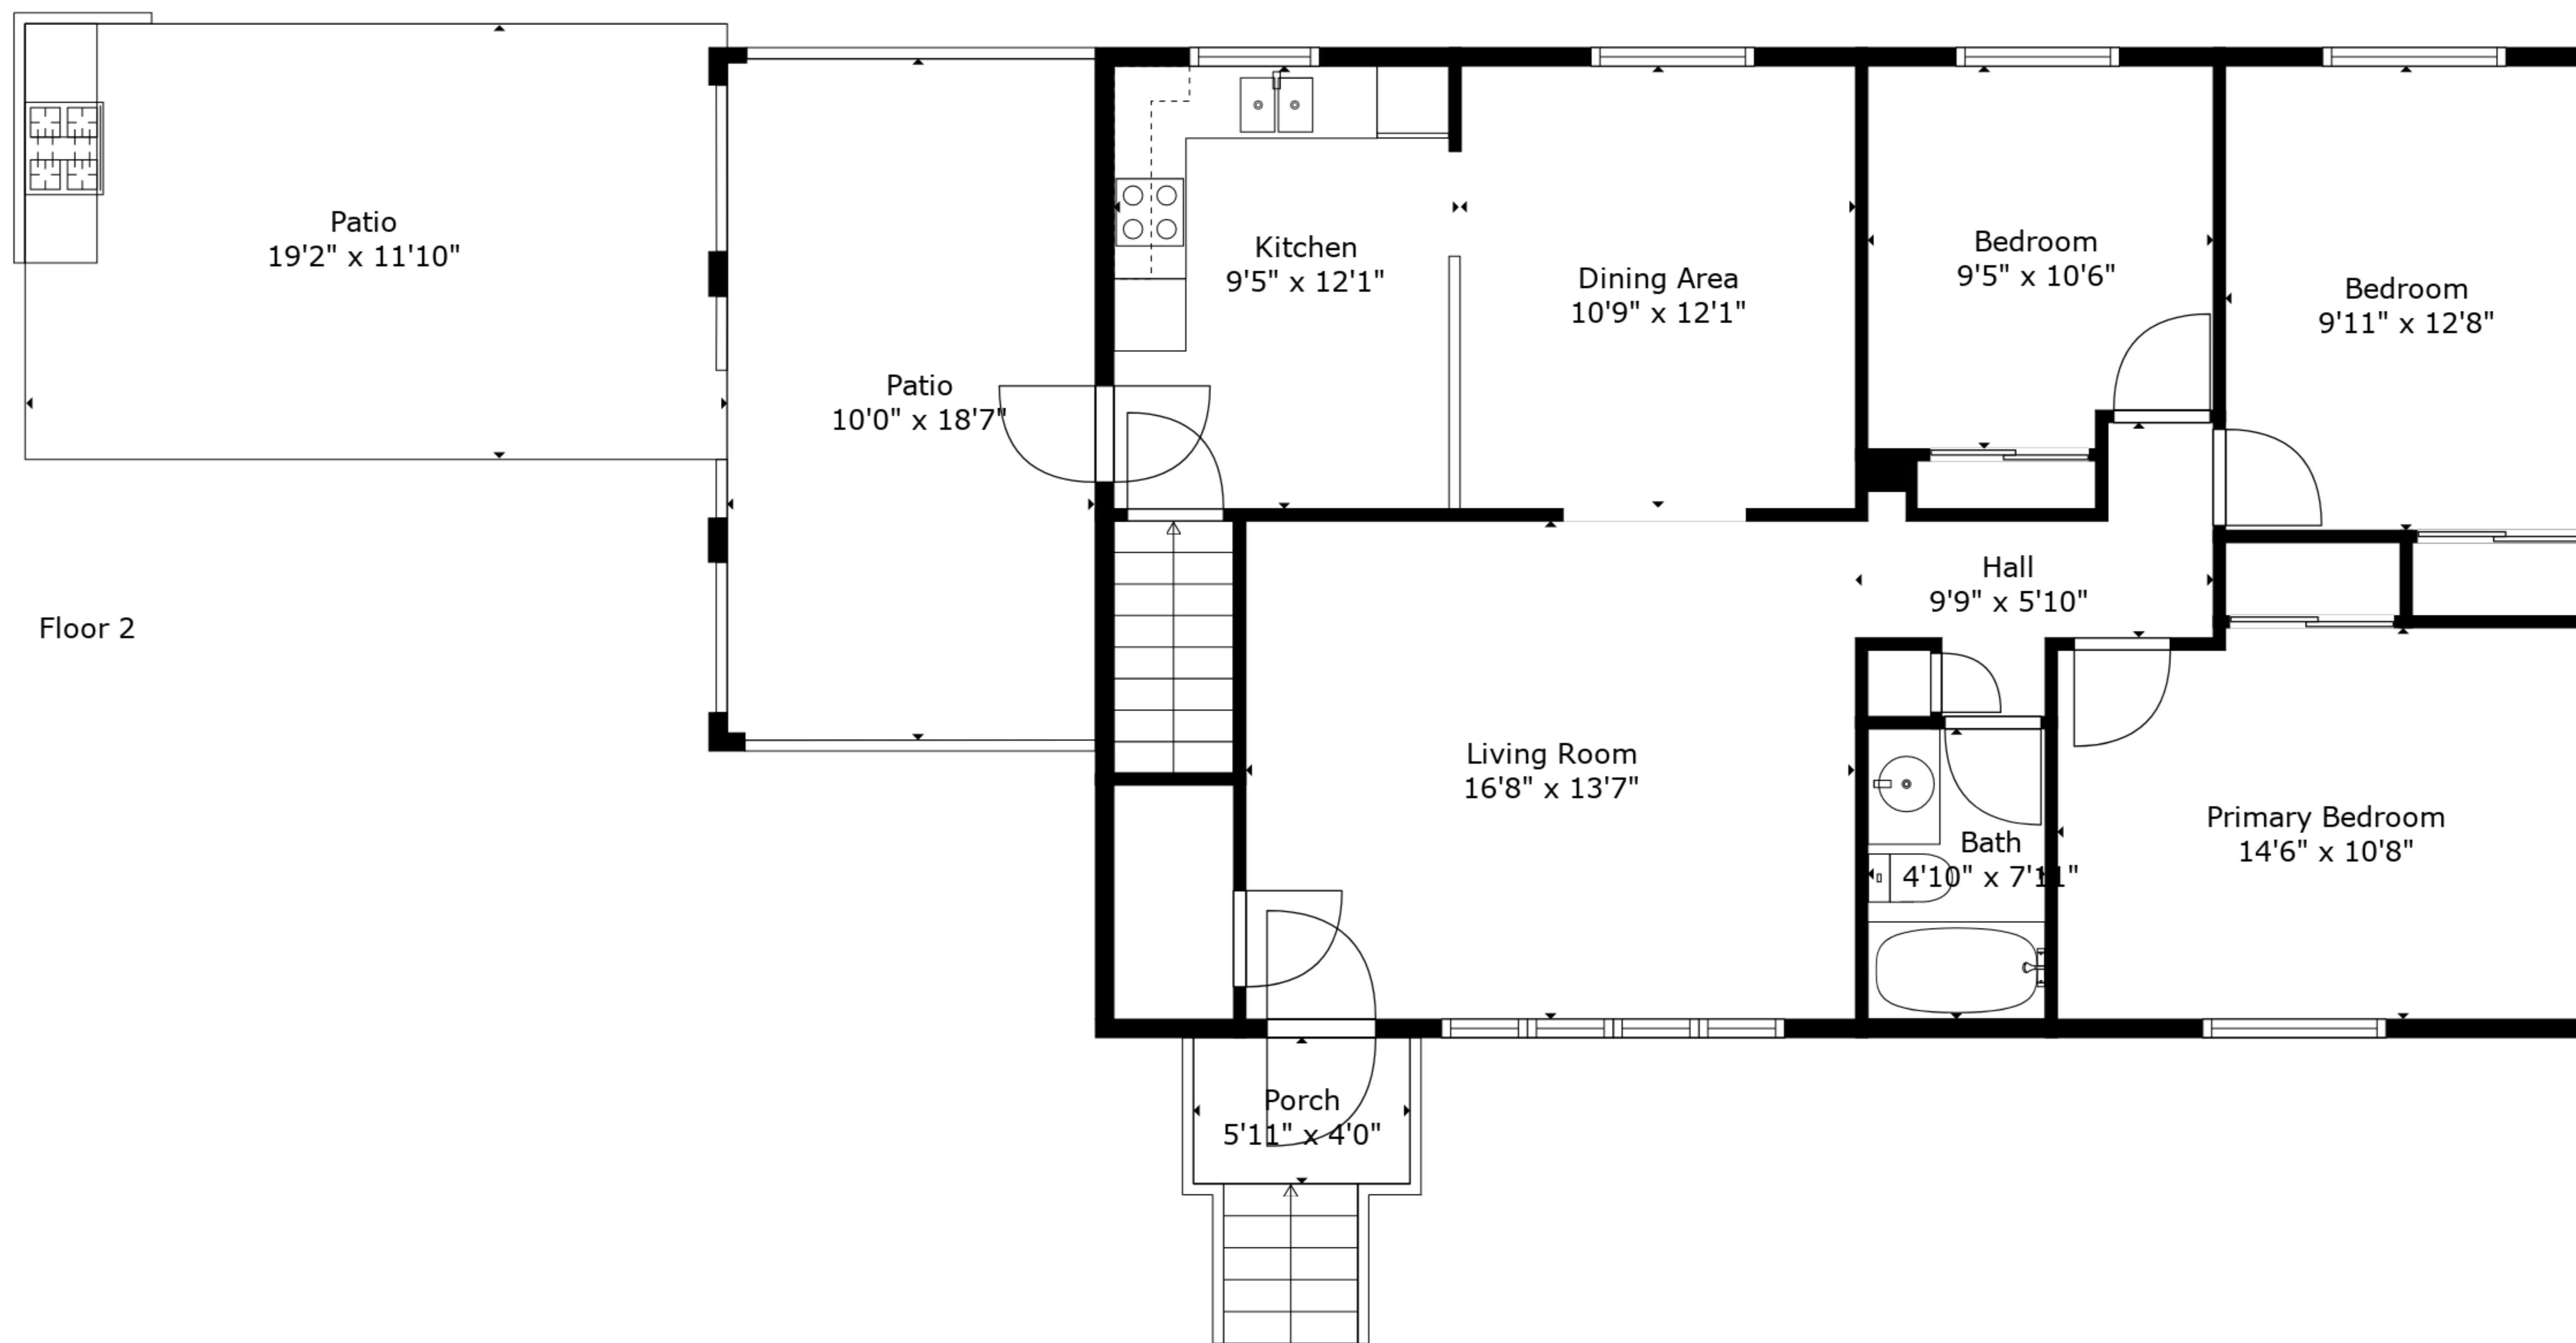 Patio
19'2" x 11'10"
Patio
10'0" x 18'7"
Kitchen
9'5" x 12'1"
Dining Area
10'9" x 12'1"
Bedroom
9'5" x 10'6"
Bedroom
9'11" x 12'8"
Floor 2
Hall
9'9" x 5'10"
Living Room
16'8" x 13'7"
Bath
4'10" x 7'11"
Primary Bedroom
14'6" x 10'8"
Porch
5'11" x 4'0"